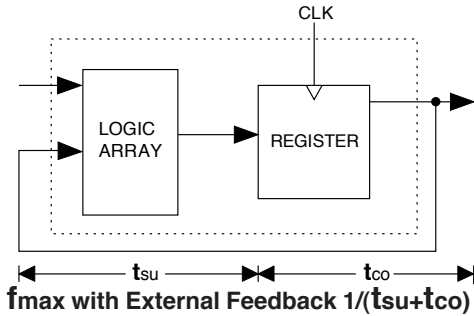 CLK
LOGIC
ARRAY
REGISTER
tsu
tco
fmax with External Feedback 1/(tsu+tco)